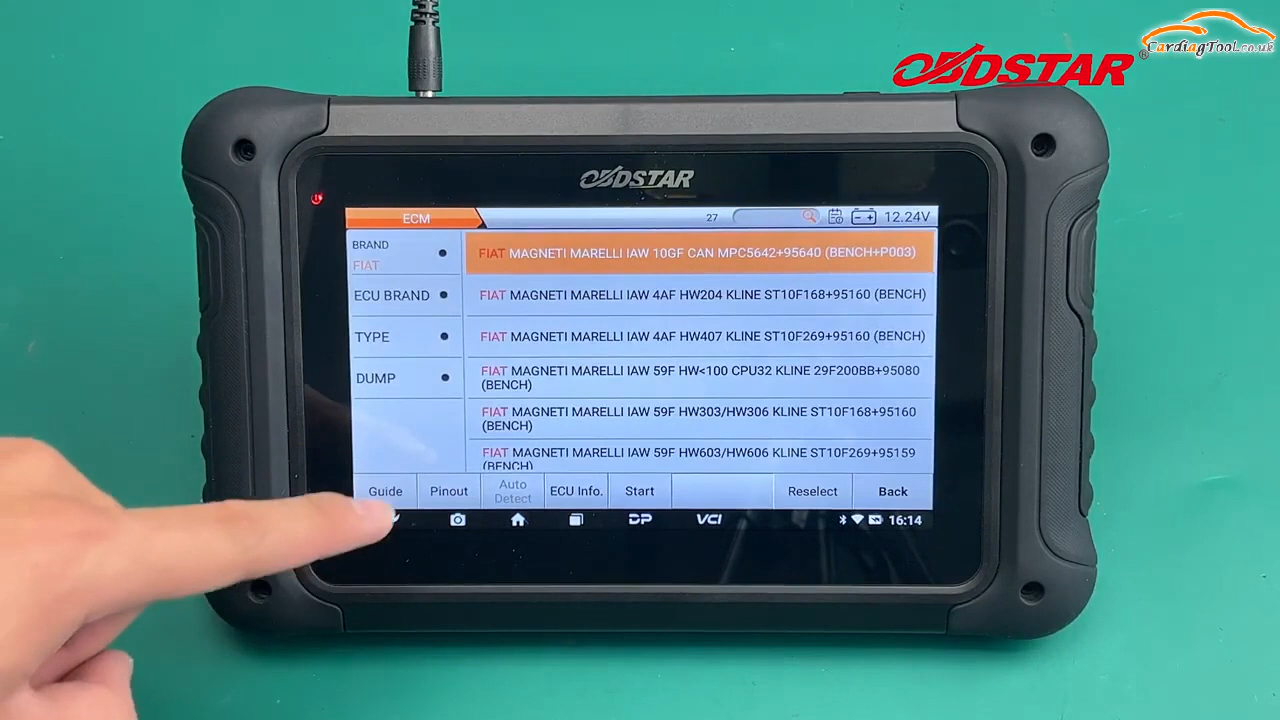 CardiagTool.co.uk
OBDSTAR®
OBDSTAR
ECM
27
12.24V
BRAND
FIAT
ECU BRAND
TYPE
DUMP
FIAT MAGNETI MARELLI IAW 10GF CAN MPC5642+95640 (BENCH+P003)
FIAT MAGNETI MARELLI IAW 4AF HW204 KLINE ST10F168+95160 (BENCH)
FIAT MAGNETI MARELLI IAW 4AF HW407 KLINE ST10F269+95160 (BENCH)
FIAT MAGNETI MARELLI IAW 59F HW<100 CPU32 KLINE 29F200BB+95080
(BENCH)
FIAT MAGNETI MARELLI IAW 59F HW303/HW306 KLINE ST10F168+95160
(BENCH)
FIAT MAGNETI MARELLI IAW 59F HW603/HW606 KLINE ST10F269+95159
(BENCH)
Guide
Pinout
Auto
Detect
ECU Info.
Start
Reselect
Back
DP
VCI
16:14